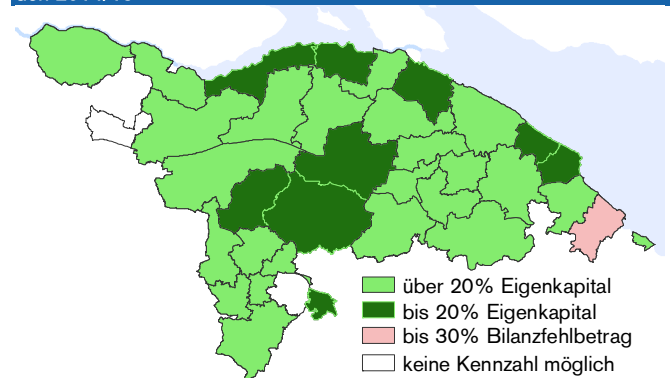 über 20% Eigenkapital
bis 20% Eigenkapital
bis 30% Bilanzfehlbetrag
keine Kennzahl möglich